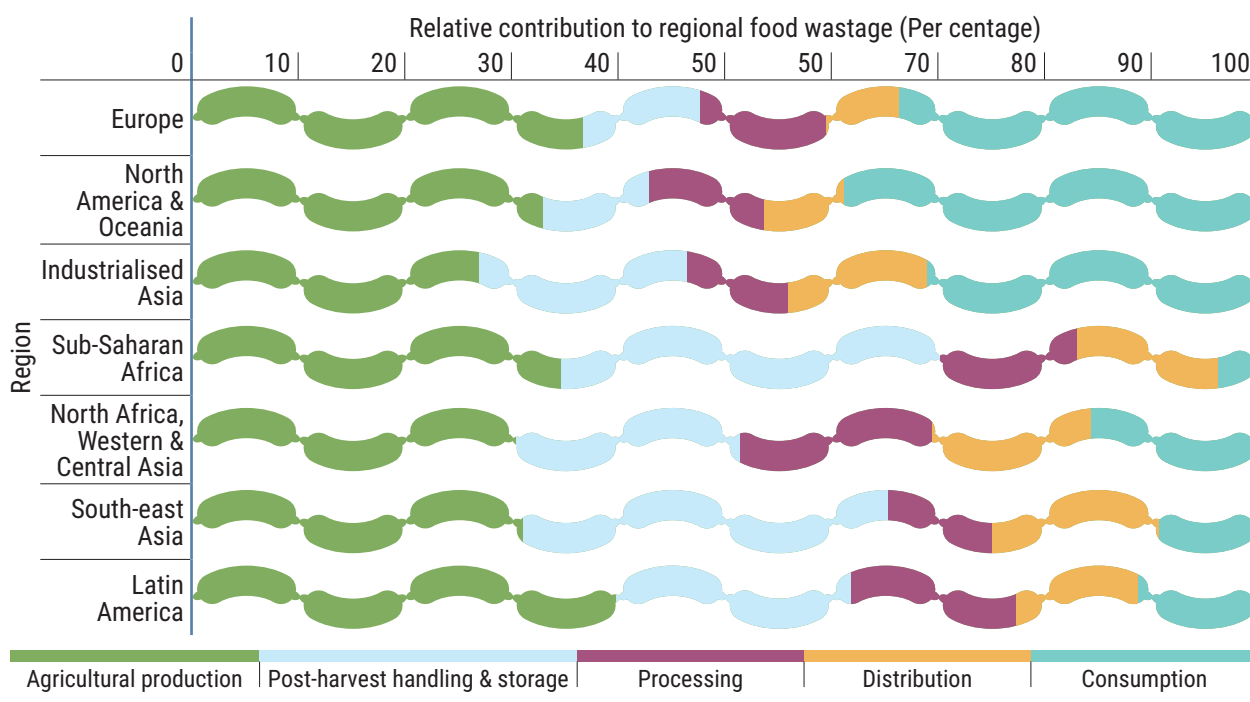 Relative contribution to regional food wastage (Per centage)
0 10 20 30 40 50 50 70 80 90 100
Region
Europe
North
America &
Oceania
Industrialised
Asia
Sub-Saharan
Africa
North Africa,
Western &
Central Asia
South-east
Asia
Latin
America
Agricultural production Post-harvest handling & storage Processing Distribution Consumption